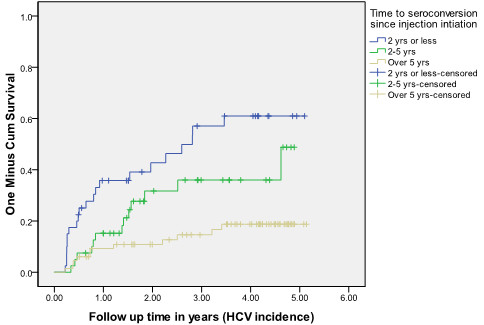 Time to seroconversion
since injection intiation
2 yrs or less
2-5 yrs
Over 5 yrs
2 yrs or less-censored
2-5 yrs-censored
Over 5 yrs-censored
One Minus Cum Survival
1.0
0.8
0.6
0.4
0.2
0.0
0.00 1.00 2.00 3.00 4.00 5.00 6.00
Follow up time in years (HCV incidence)